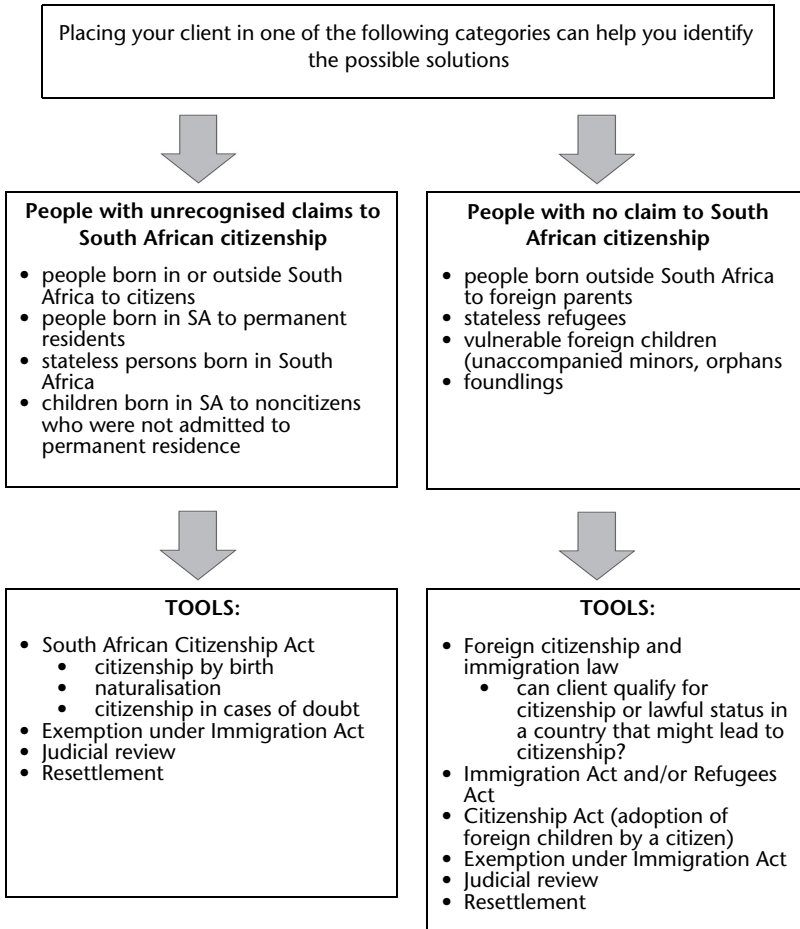 Placing your client in one of the following categories can help you identify
the possible solutions
People with unrecognised claims to
South African citizenship
• people born in or outside South
Africa to citizens
• people born in SA to permanent
residents
• stateless persons born in South
Africa
• children born in SA to noncitizens
who were not admitted to
permanent residence
People with no claim to South
African citizenship
• people born outside South Africa
to foreign parents
• stateless refugees
• vulnerable foreign children
(unaccompanied minors, orphans
• foundlings
TOOLS:
• South African Citizenship Act
• citizenship by birth
• naturalisation
• citizenship in cases of doubt
• Exemption under Immigration Act
• Judicial review
• Resettlement
TOOLS:
• Foreign citizenship and
immigration law
• can client qualify for
citizenship or lawful status in
a country that might lead to
citizenship?
• Immigration Act and/or Refugees
Act
• Citizenship Act (adoption of
foreign children by a citizen)
• Exemption under Immigration Act
• Judicial review
• Resettlement